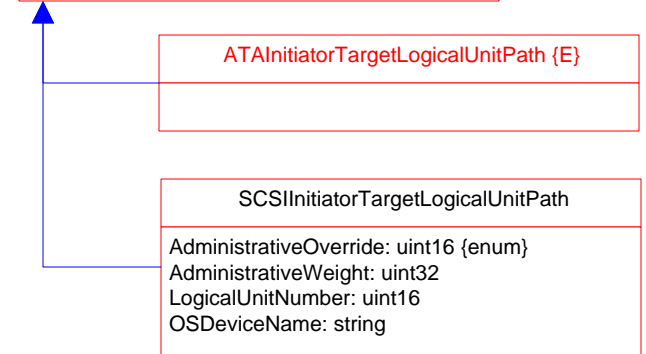 ATAInitiatorTargetLogicalUnitPath {E}
SCSIInitiatorTargetLogicalUnitPath
AdministrativeOverride: uint16 {enum}
AdministrativeWeight: uint32
LogicalUnitNumber: uint16
OSDeviceName: string